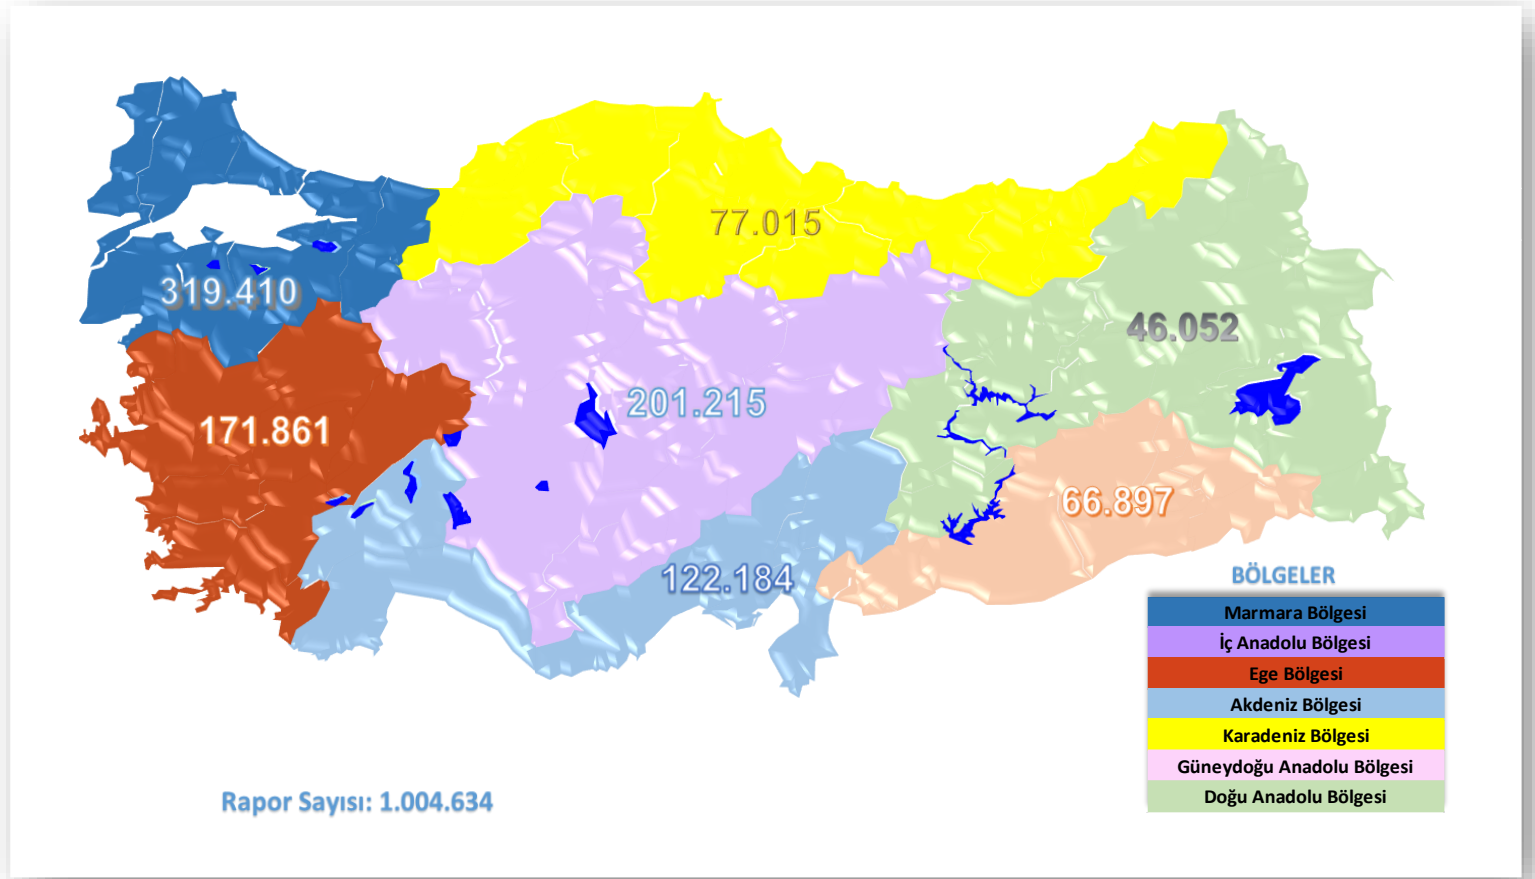 77.015
319.410
46.052
201.215
171.861
66.897
122.184
BÖLGELER
Marmara Bölgesi
İç Anadolu Bölgesi
Ege Bölgesi
Akdeniz Bölgesi
Karadeniz Bölgesi
Güneydoğu Anadolu Bölgesi
Doğu Anadolu Bölgesi
Rapor Sayısı: 1.004.634